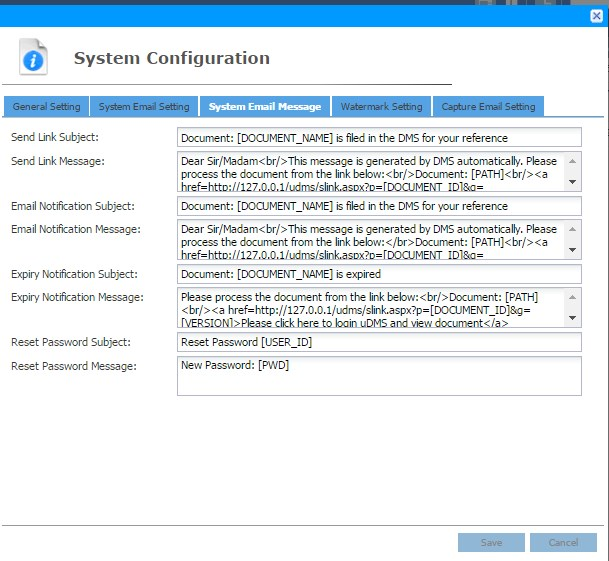 System Configuration
General Setting
System Email Setting
System Email Message
Watermark Setting
Capture Email Setting
Send Link Subject:
Document: [DOCUMENT_NAME] is filed in the DMS for your reference
Send Link Message:
Dear Sir/Madam<br/>This message is generated by DMS automatically. Please
process the document from the link below:<br/>Document: [PATH]<br/><a
href=http://127.0.0.1/udms/slink.aspx?p=[DOCUMENT_ID]&g=
Email Notification Subject:
Document: [DOCUMENT_NAME] is filed in the DMS for your reference
Email Notification Message:
Dear Sir/Madam<br/>This message is generated by DMS automatically. Please
process the document from the link below:</br>Document: [PATH]<br/><a
href=http://127.0.0.1/udms/slink.aspx?p=[DOCUMENT_ID]&g=
Expiry Notification Subject:
Document: [DOCUMENT_NAME] is expired
Expiry Notification Message:
Please process the document from the link below:<br/>Document: [PATH]
<br/><a href=http://127.0.0.1/udms/slink.aspx?p=[DOCUMENT_ID]&g=
[VERSION]>Please click here to login uDMS and view document</a>
Reset Password Subject:
Reset Password [USER_ID]
Reset Password Message:
New Password: [PWD]
Save
Cancel